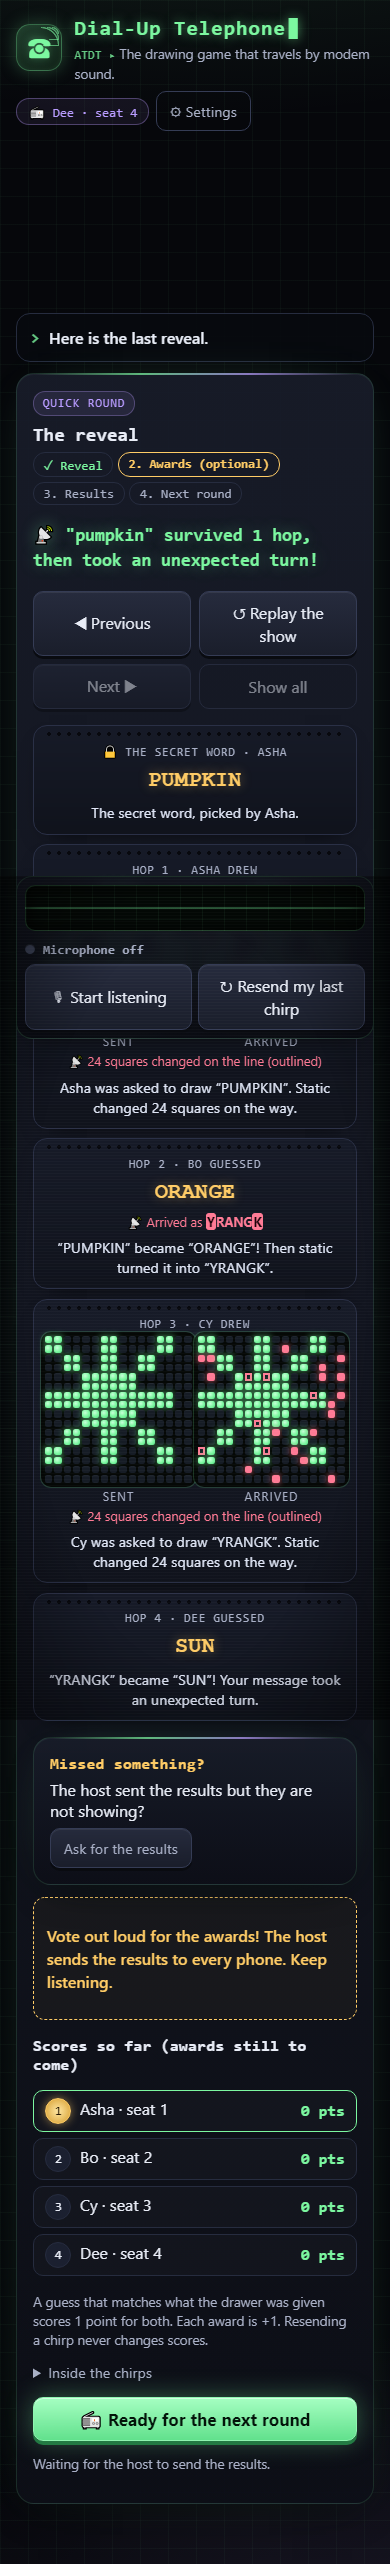 Dial-Up Telephone
ATDT ▸ The drawing game that travels by modem
sound.
📻 Dee · seat 4
⚙ Settings
› Here is the last reveal.
QUICK ROUND
The reveal
✓ Reveal
2. Awards (optional)
3. Results
4. Next round
📡 "pumpkin" survived 1 hop,
then took an unexpected turn!
◀ Previous
↺ Replay the
show
Next ▶
Show all
🔒 THE SECRET WORD · ASHA
PUMPKIN
The secret word, picked by Asha.
HOP 1 · ASHA DREW
Microphone off
🎙 Start listening
↻ Resend my last
chirp
SENT
ARRIVED
📡 24 squares changed on the line (outlined)
Asha was asked to draw “PUMPKIN”. Static
changed 24 squares on the way.
HOP 2 · BO GUESSED
ORANGE
📡 Arrived as YRANGK
“PUMPKIN” became “ORANGE”! Then static
turned it into “YRANGK”.
HOP 3 · CY DREW
SENT
ARRIVED
📡 24 squares changed on the line (outlined)
Cy was asked to draw “YRANGK”. Static
changed 24 squares on the way.
HOP 4 · DEE GUESSED
SUN
“YRANGK” became “SUN”! Your message took
an unexpected turn.
Missed something?
The host sent the results but they are
not showing?
Ask for the results
Vote out loud for the awards! The host
sends the results to every phone. Keep
listening.
Scores so far (awards still to
come)
1 Asha · seat 1 0 pts
2 Bo · seat 2 0 pts
3 Cy · seat 3 0 pts
4 Dee · seat 4 0 pts
A guess that matches what the drawer was given
scores 1 point for both. Each award is +1. Resending
a chirp never changes scores.
▶ Inside the chirps
📻 Ready for the next round
Waiting for the host to send the results.